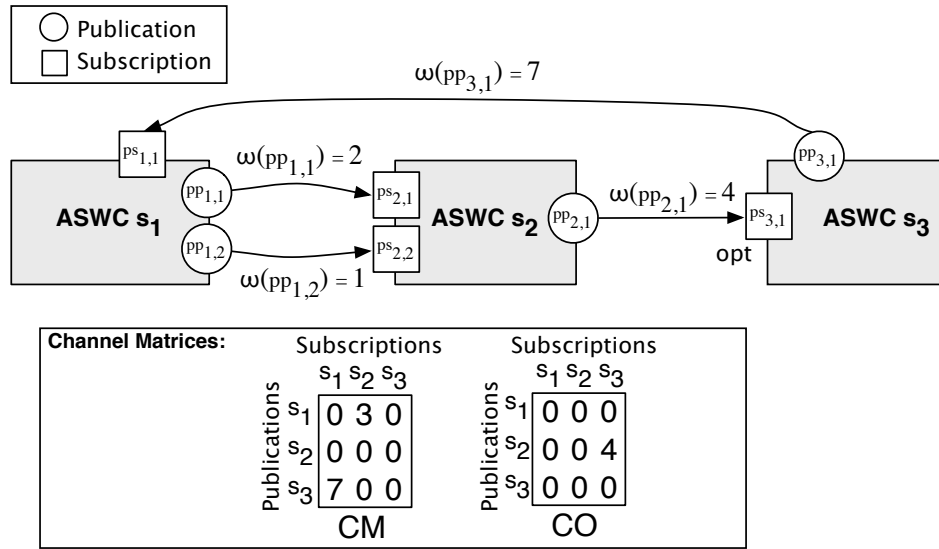 Publication
Subscription
ω(pp3,1) = 7
ps1,1
pp3,1
ω(pp1,1) = 2
pp1,1
ps2,1
ω(pp2,1) = 4
ASWC s1
ASWC s2
pp2,1
ps3,1
ASWC s3
pp1,2
ps2,2
opt
ω(pp1,2) = 1
Channel Matrices:
Subscriptions
Subscriptions
s1 s2 s3
s1 s2 s3
Publications
s1 0 3 0
s2 0 0 0
s3 7 0 0
CM
Publications
s1 0 0 0
s2 0 0 4
s3 0 0 0
CO